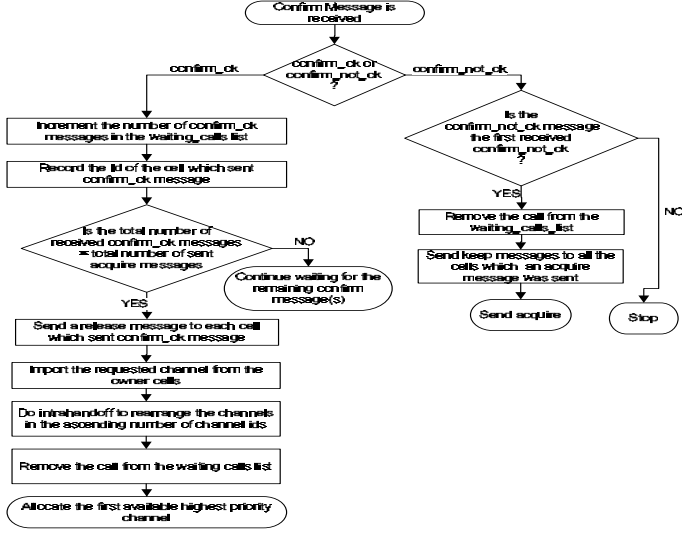 Confirm Message is
received
confirm_ok or
confirm_not_ok
?
confirm_ok
confirm_not_ok
Increment the number of confirm_ok
messages in the waiting_calls list
Record the Id of the cell which sent
confirm_ok message
Is the total number of
received confirm_ok messages
= total number of sent
acquire messages
NO
Continue waiting for the
remaining confirm
message(s)
YES
Send a release message to each cell
which sent confirm_ok message
Import the requested channel from the
owner cells
Do intrahandoff to rearrange the channels
in the ascending number of channel ids
Remove the call from the waiting calls list
Allocate the first available highest priority
channel
Is the
confirm_not_ok message
the first received
confirm_not_ok
?
YES
NO
Remove the call from the
waiting_calls_list
Send keep messages to all the
cells which an acquire
message was sent
Send acquire
Stop